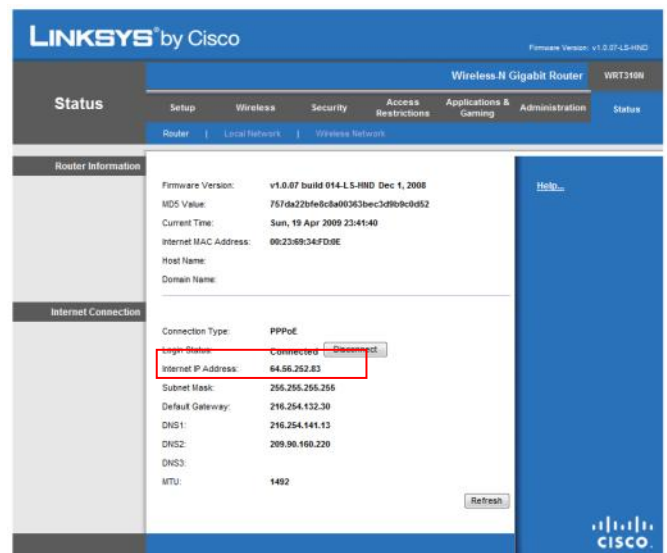 LINKSYS® by Cisco
Firmware Version: v1.0.07-LS-HND
Wireless-N Gigabit Router WRT310N
Status
Setup Wireless Security Access Restrictions Applications & Gaming Administration Status
Router | Local Network | Wireless Network
Router Information
Firmware Version: v1.0.07 build 014-LS-HND Dec 1, 2008
MD5 Value: 757da22bfe8c8a00363bec3d9b9c0d52
Current Time: Sun, 19 Apr 2009 23:41:40
Internet MAC Address: 00:23:69:34:FD:0E
Host Name:
Domain Name:
Help...
Internet Connection
Connection Type: PPPoE
Login Status: Connected Disconnect
Internet IP Address: 64.56.252.83
Subnet Mask: 255.255.255.255
Default Gateway: 216.254.132.30
DNS1: 216.254.141.13
DNS2: 209.90.160.220
DNS3:
MTU: 1492
Refresh
CISCO